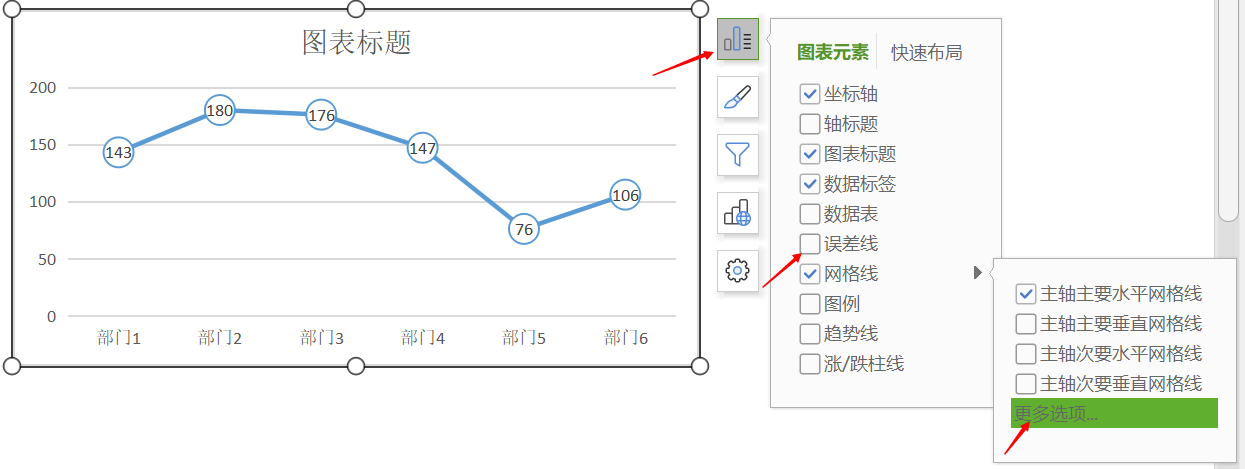 图表标题
200
150
100
50
0
143
180
176
147
76
106
部门1 部门2 部门3 部门4 部门5 部门6
图表元素 快速布局
坐标轴
轴标题
图表标题
数据标签
数据表
误差线
网格线
图例
趋势线
涨/跌柱线
主轴主要水平网格线
主轴主要垂直网格线
主轴次要水平网格线
主轴次要垂直网格线
更多选项...